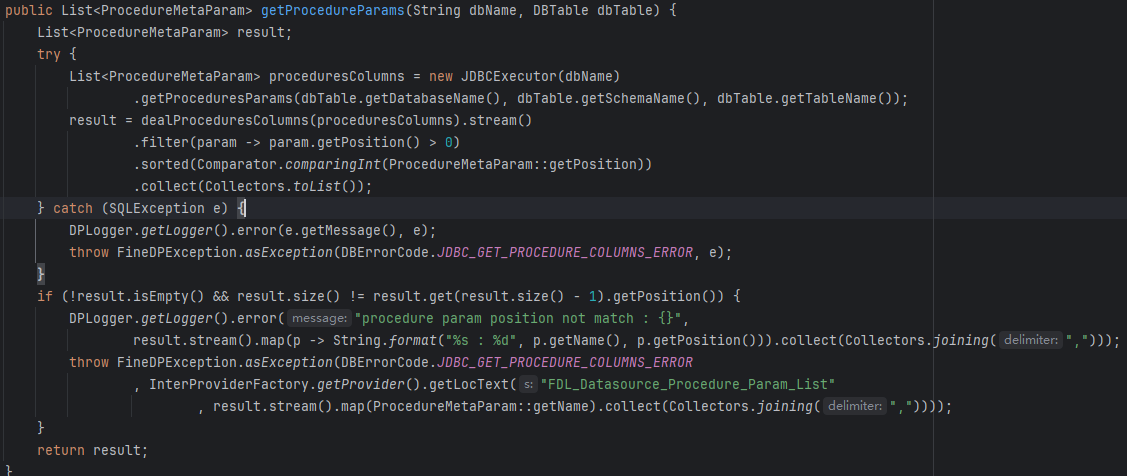 public List<ProcedureMetaParam> getProcedureParams(String dbName, DBTable dbTable) {
List<ProcedureMetaParam> result;
try {
List<ProcedureMetaParam> proceduresColumns = new JDBCExecutor(dbName)
.getProceduresParams(dbTable.getDatabaseName(), dbTable.getSchemaName(), dbTable.getTableName());
result = dealProceduresColumns(proceduresColumns).stream()
.filter(param -> param.getPosition() > 0)
.sorted(Comparator.comparingInt(ProcedureMetaParam::getPosition))
.collect(Collectors.toList());
} catch (SQLException e) {
DPLogger.getLogger().error(e.getMessage(), e);
throw FineDPException.asException(DBErrorCode.JDBC_GET_PROCEDURE_COLUMNS_ERROR, e);
}
if (!result.isEmpty() && result.size() != result.get(result.size() - 1).getPosition()) {
DPLogger.getLogger().error( message: "procedure param position not match : {}",
result.stream().map(p -> String.format("%s : %d", p.getName(), p.getPosition())).collect(Collectors.joining( delimiter: ",")));
throw FineDPException.asException(DBErrorCode.JDBC_GET_PROCEDURE_COLUMNS_ERROR
, InterProviderFactory.getProvider().getLocText( s: "FDL_Datasource_Procedure_Param_List"
, result.stream().map(ProcedureMetaParam::getName).collect(Collectors.joining( delimiter: ","))));
}
return result;
}